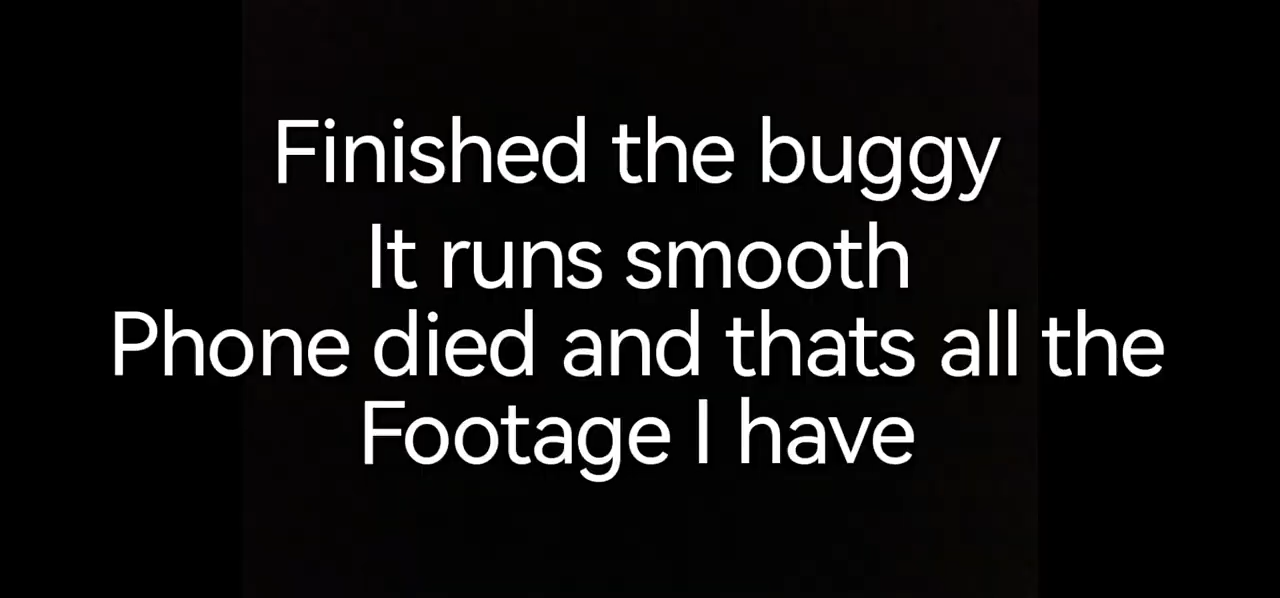 Finished the buggy
It runs smooth
Phone died and thats all the
Footage I have